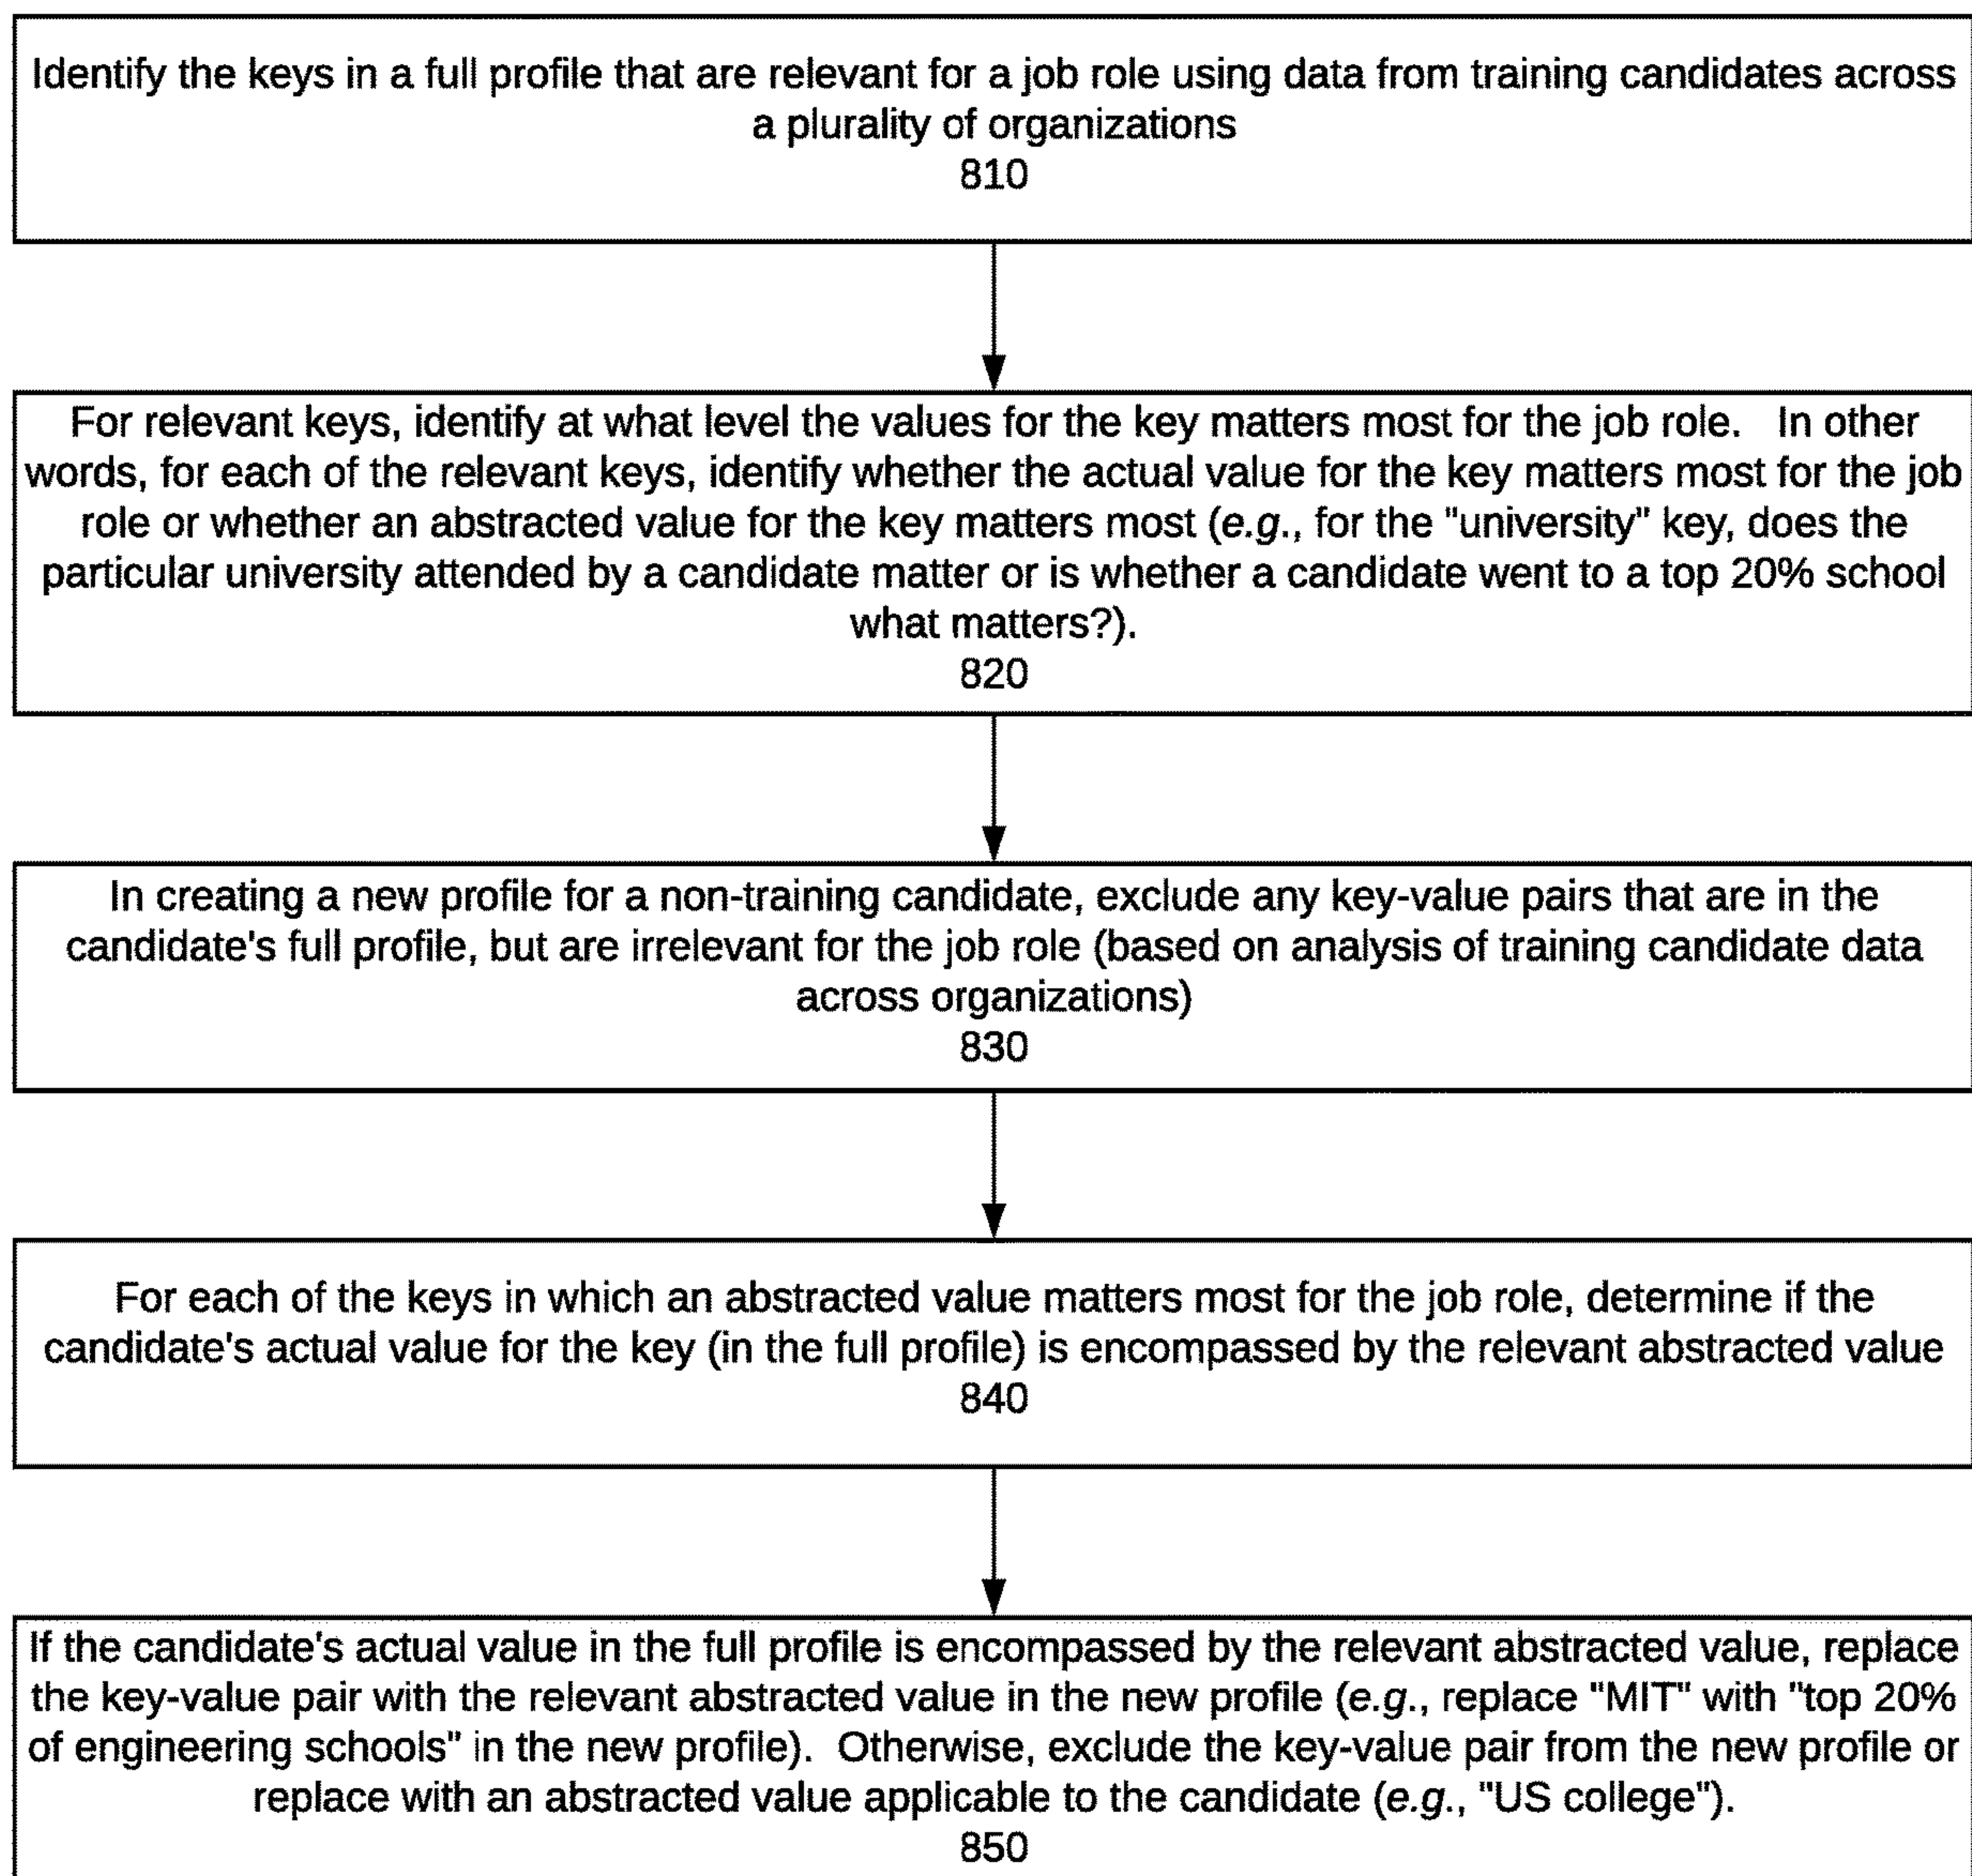 Identify the keys in a full profile that are relevant for a job role using data from training candidates across
a plurality of organizations
810
For relevant keys, identify at what level the values for the key matters most for the job role.   In other
words, for each of the relevant keys, identify whether the actual value for the key matters most for the job
role or whether an abstracted value for the key matters most (e.g., for the "university" key, does the
particular university attended by a candidate matter or is whether a candidate went to a top 20% school
what matters?).
820
In creating a new profile for a non-training candidate, exclude any key-value pairs that are in the
candidate's full profile, but are irrelevant for the job role (based on analysis of training candidate data
across organizations)
830
For each of the keys in which an abstracted value matters most for the job role, determine if the
candidate's actual value for the key (in the full profile) is encompassed by the relevant abstracted value
840
If the candidate's actual value in the full profile is encompassed by the relevant abstracted value, replace
the key-value pair with the relevant abstracted value in the new profile (e.g., replace "MIT" with "top 20%
of engineering schools" in the new profile).  Otherwise, exclude the key-value pair from the new profile or
replace with an abstracted value applicable to the candidate (e.g., "US college").
850